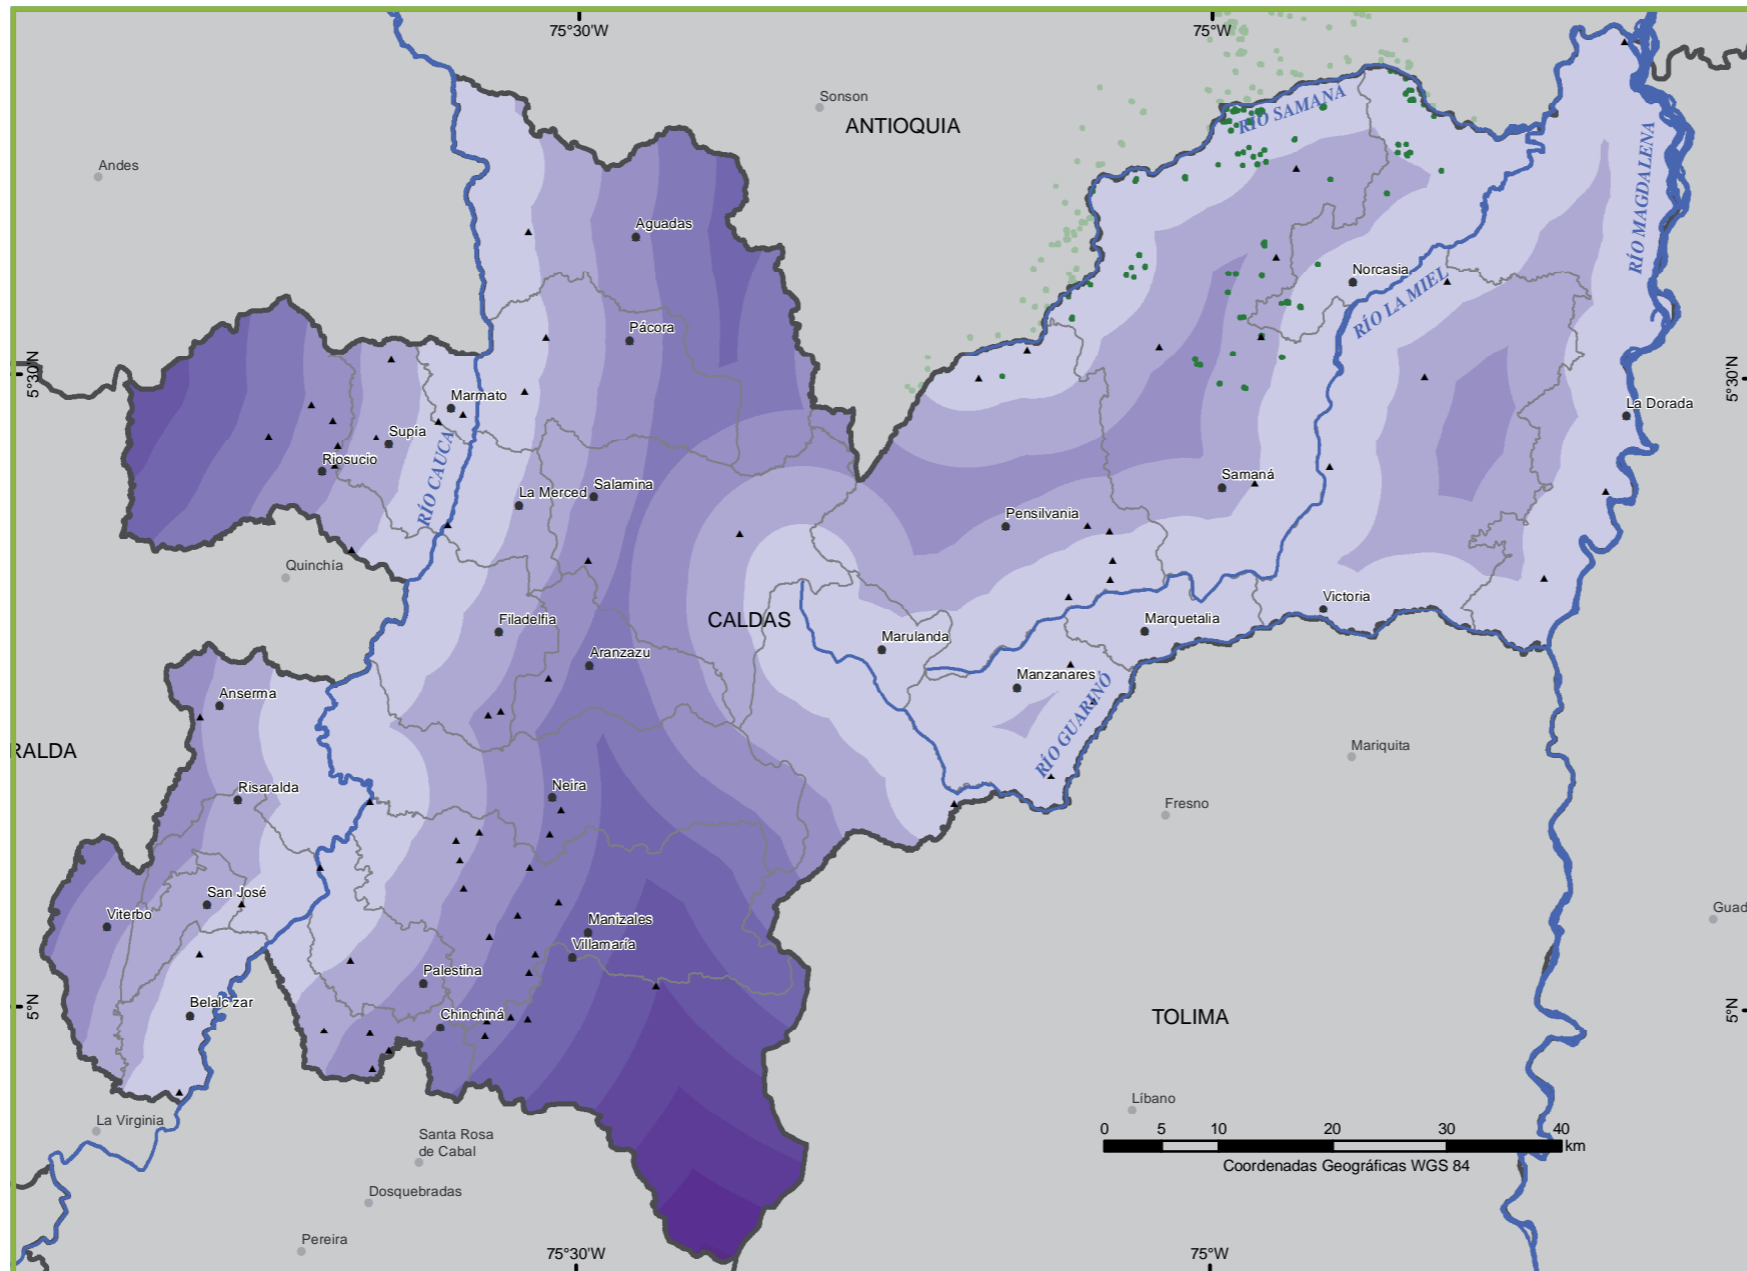 75°30'W
75°W
Sonson
ANTIOQUIA
RÍO SAMANÁ
Andes
RÍO MAGDALENA
Aguadas
Norcasia
RÍO LA MIEL
Pácora
5°30'N
5°30'N
Marmato
La Dorada
Supía
Riosucio
RÍO CAUCA
La Merced
Salamina
Samaná
Pensilvania
Quinchía
Victoria
Filadelfia
CALDAS
Marquetalia
Marulanda
Aranzazu
Manzanares
Anserma
RÍO GUARINÓ
RALDA
Mariquita
Risaralda
Neira
Fresno
San José
Viterbo
Manizales
Guad
Villamaría
Palestina
Belalc zar
Chinchiná
5°N
5°N
TOLIMA
La Virginia
Líbano
Santa Rosa
de Cabal
0 5 10 20 30 40
km
Coordenadas Geográficas WGS 84
Dosquebradas
Pereira
75°30'W
75°W